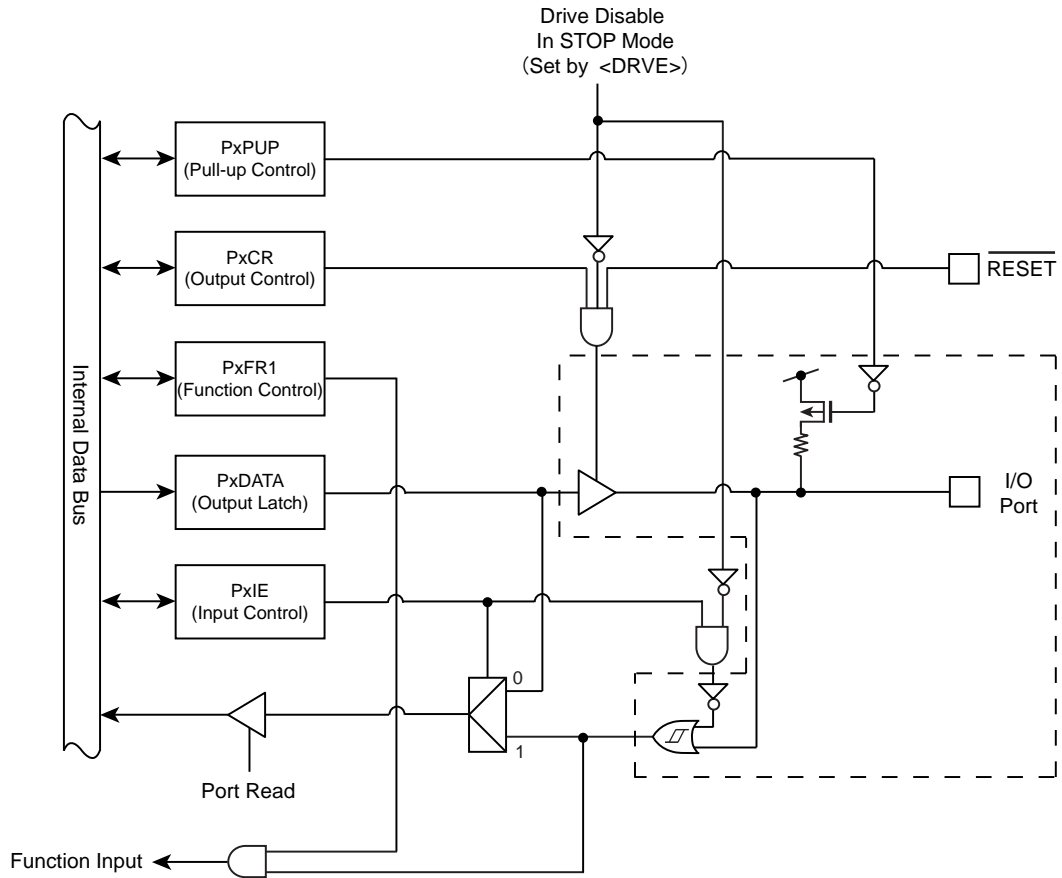 Drive Disable
In STOP Mode
(Set by <DRVE>)
PxPUP
(Pull-up Control)
PxCR
(Output Control)
RESET
PxFR1
(Function Control)
Internal Data Bus
PxDATA
(Output Latch)
I/O
Port
PxIE
(Input Control)
0
1
Port Read
Function Input